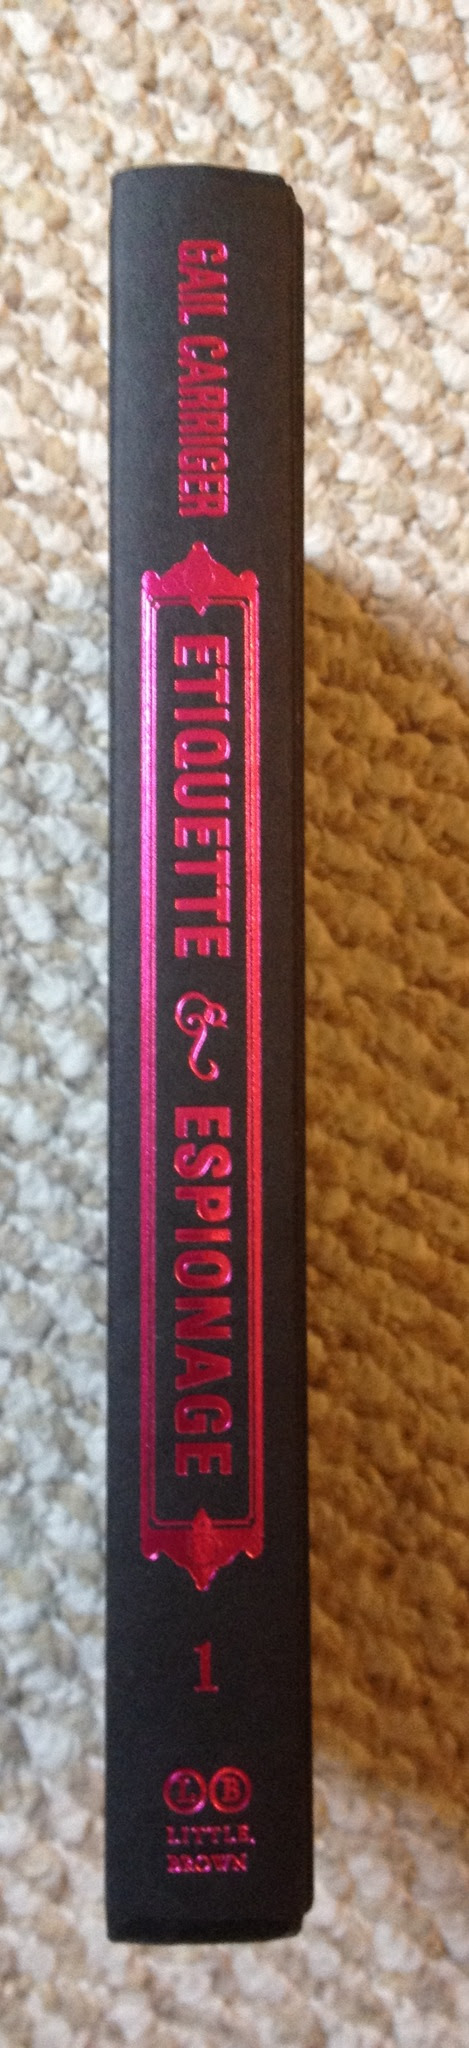 GAIL CARRIGER
ETIQUETTE & ESPIONAGE
1
L B
LITTLE,
BROWN